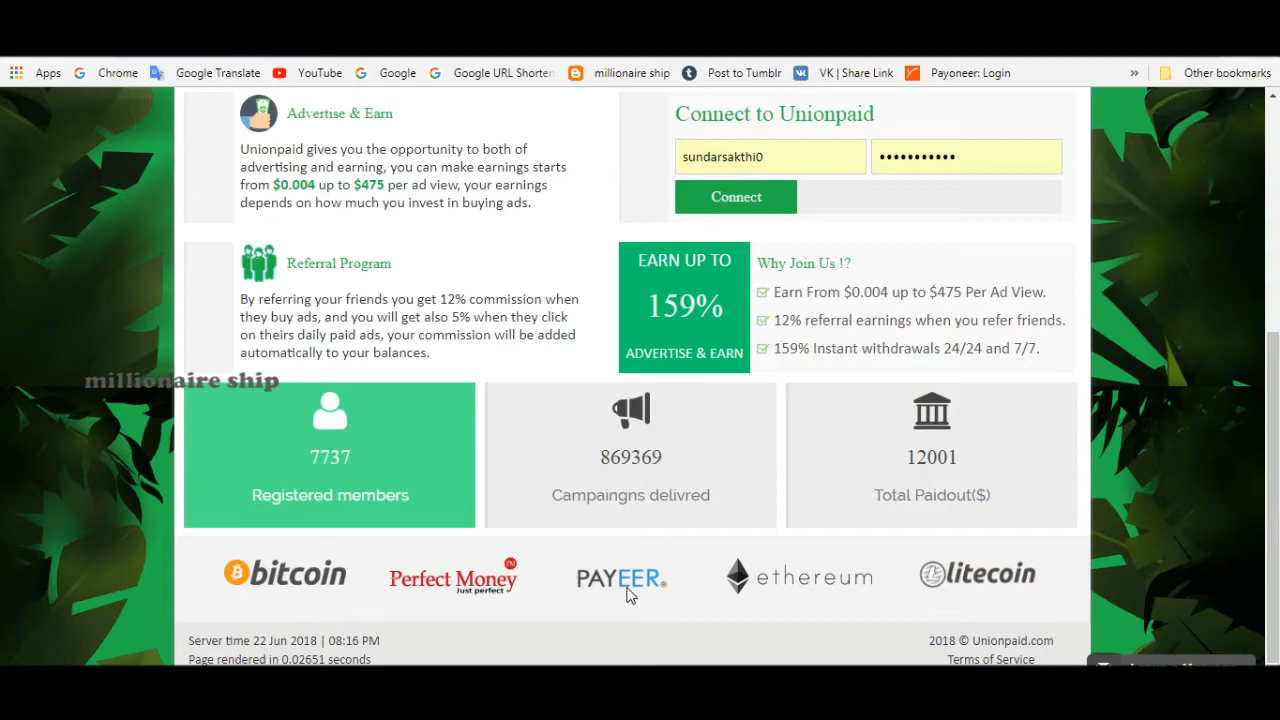 Apps Chrome Google Translate YouTube Google Google URL Shorten millionaire ship Post to Tumblr VK | Share Link Payoneer: Login » Other bookmarks
Advertise & Earn
Unionpaid gives you the opportunity to both of
advertising and earning, you can make earnings starts
from $0.004 up to $475 per ad view, your earnings
depends on how much you invest in buying ads.
Connect to Unionpaid
sundarsakthi0 •••••••••••
Connect
Referral Program
By referring your friends you get 12% commission when
they buy ads, and you will get also 5% when they click
on theirs daily paid ads, your commission will be added
automatically to your balances.
EARN UP TO
159%
ADVERTISE & EARN
Why Join Us !?
Earn From $0.004 up to $475 Per Ad View.
12% referral earnings when you refer friends.
159% Instant withdrawals 24/24 and 7/7.
millionaire ship
7737
Registered members
869369
Campaingns delivred
12001
Total Paidout($)
bitcoin
Perfect Money PM
Just perfect
PAYEER®
ethereum
litecoin
Server time 22 Jun 2018 | 08:16 PM
Page rendered in 0.02651 seconds
2018 © Unionpaid.com
Terms of Service